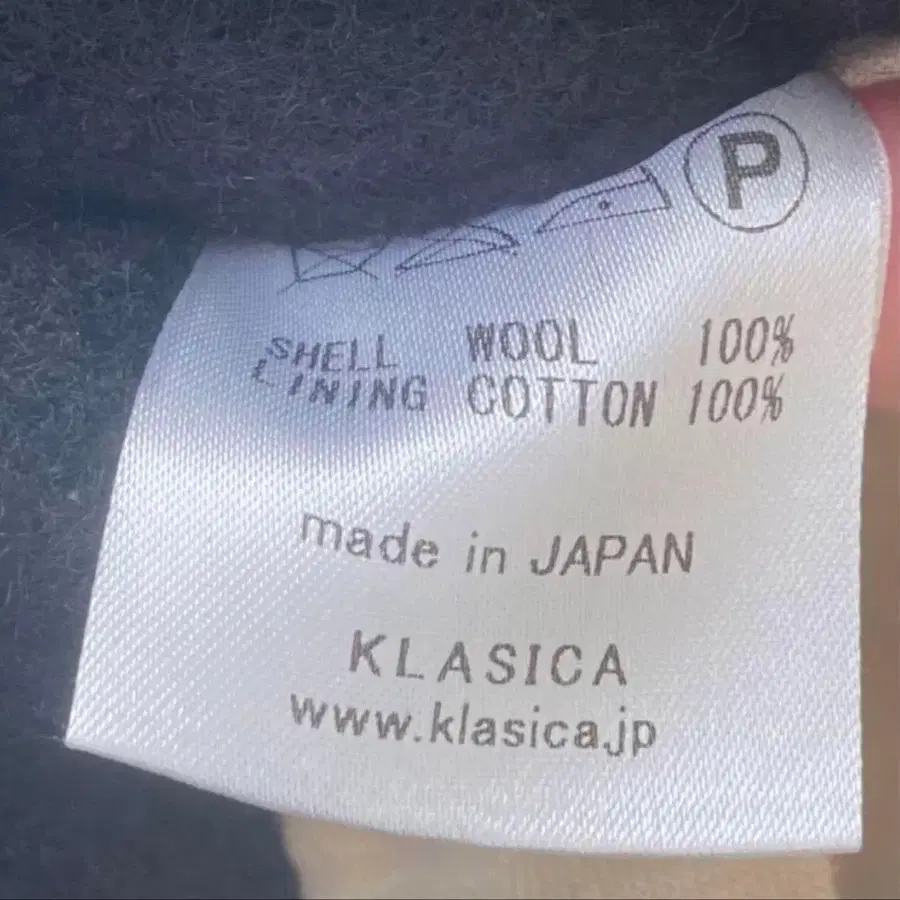 P
SHELL WOOL 100%
LINING COTTON 100%
made in JAPAN
KLASICA
www.klasica.jp